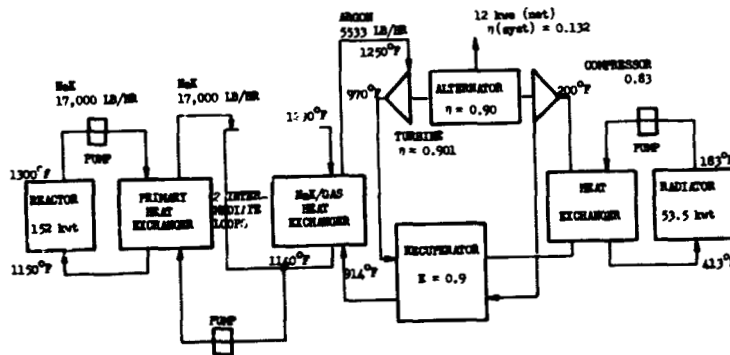 ARGON
5533 LB/HR
1250°F
12 kwe (net)
η(syst) = 0.132
NaK
17,000 LB/HR
NaK
17,000 LB/HR
PUMP
970°F
ALTERNATOR
η = 0.90
TURBINE
η = 0.901
200°F
COMPRESSOR
0.83
PUMP
183°F
1300°F
REACTOR
152 kwt
1150°F
PRIMARY
HEAT
EXCHANGER
2 INTER
LOOPS
NaK/GAS
HEAT
EXCHANGER
1140°F
914°F
RECUPERATOR
E = 0.9
HEAT
EXCHANGER
RADIATOR
53.5 kwt
413°F
PUMP